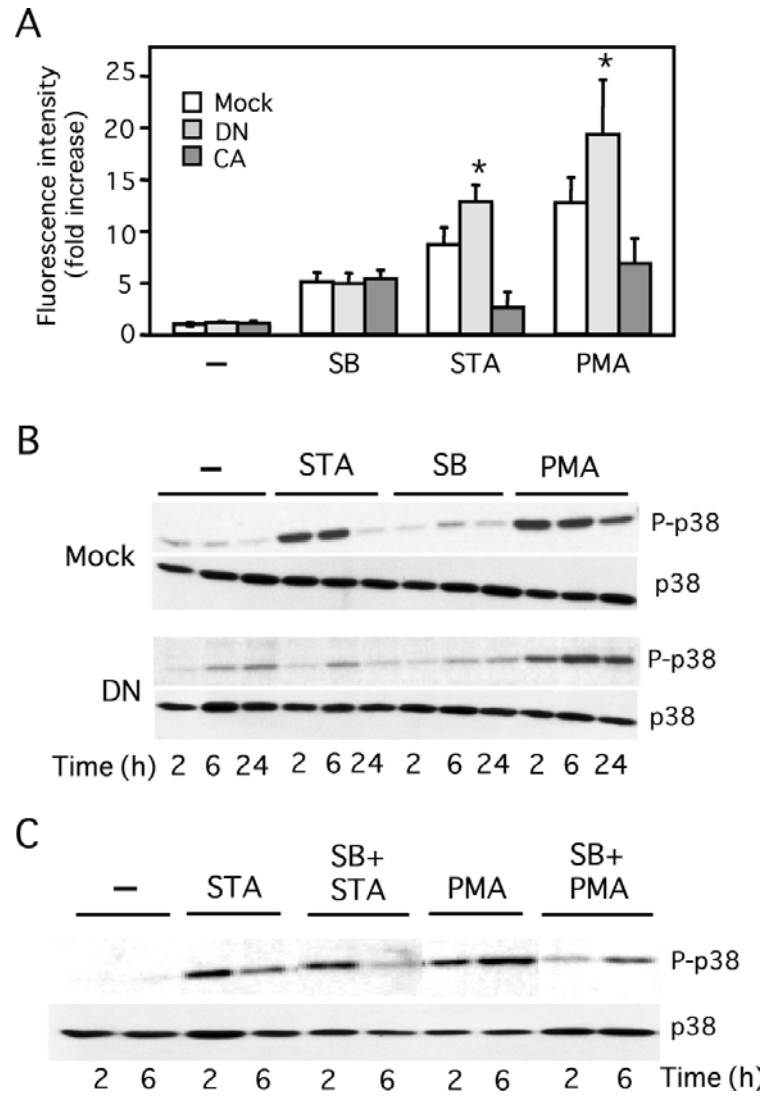 A
Fluorescence intensity
(fold increase)
25
20
15
10
5
0
Mock
DN
CA
*
*
– SB STA PMA
B
– STA SB PMA
Mock
P-p38
p38
DN
P-p38
p38
Time (h) 2 6 24 2 6 24 2 6 24 2 6 24
C
– STA SB+ STA PMA SB+ PMA
P-p38
p38
2 6 2 6 2 6 2 6 2 6 Time (h)